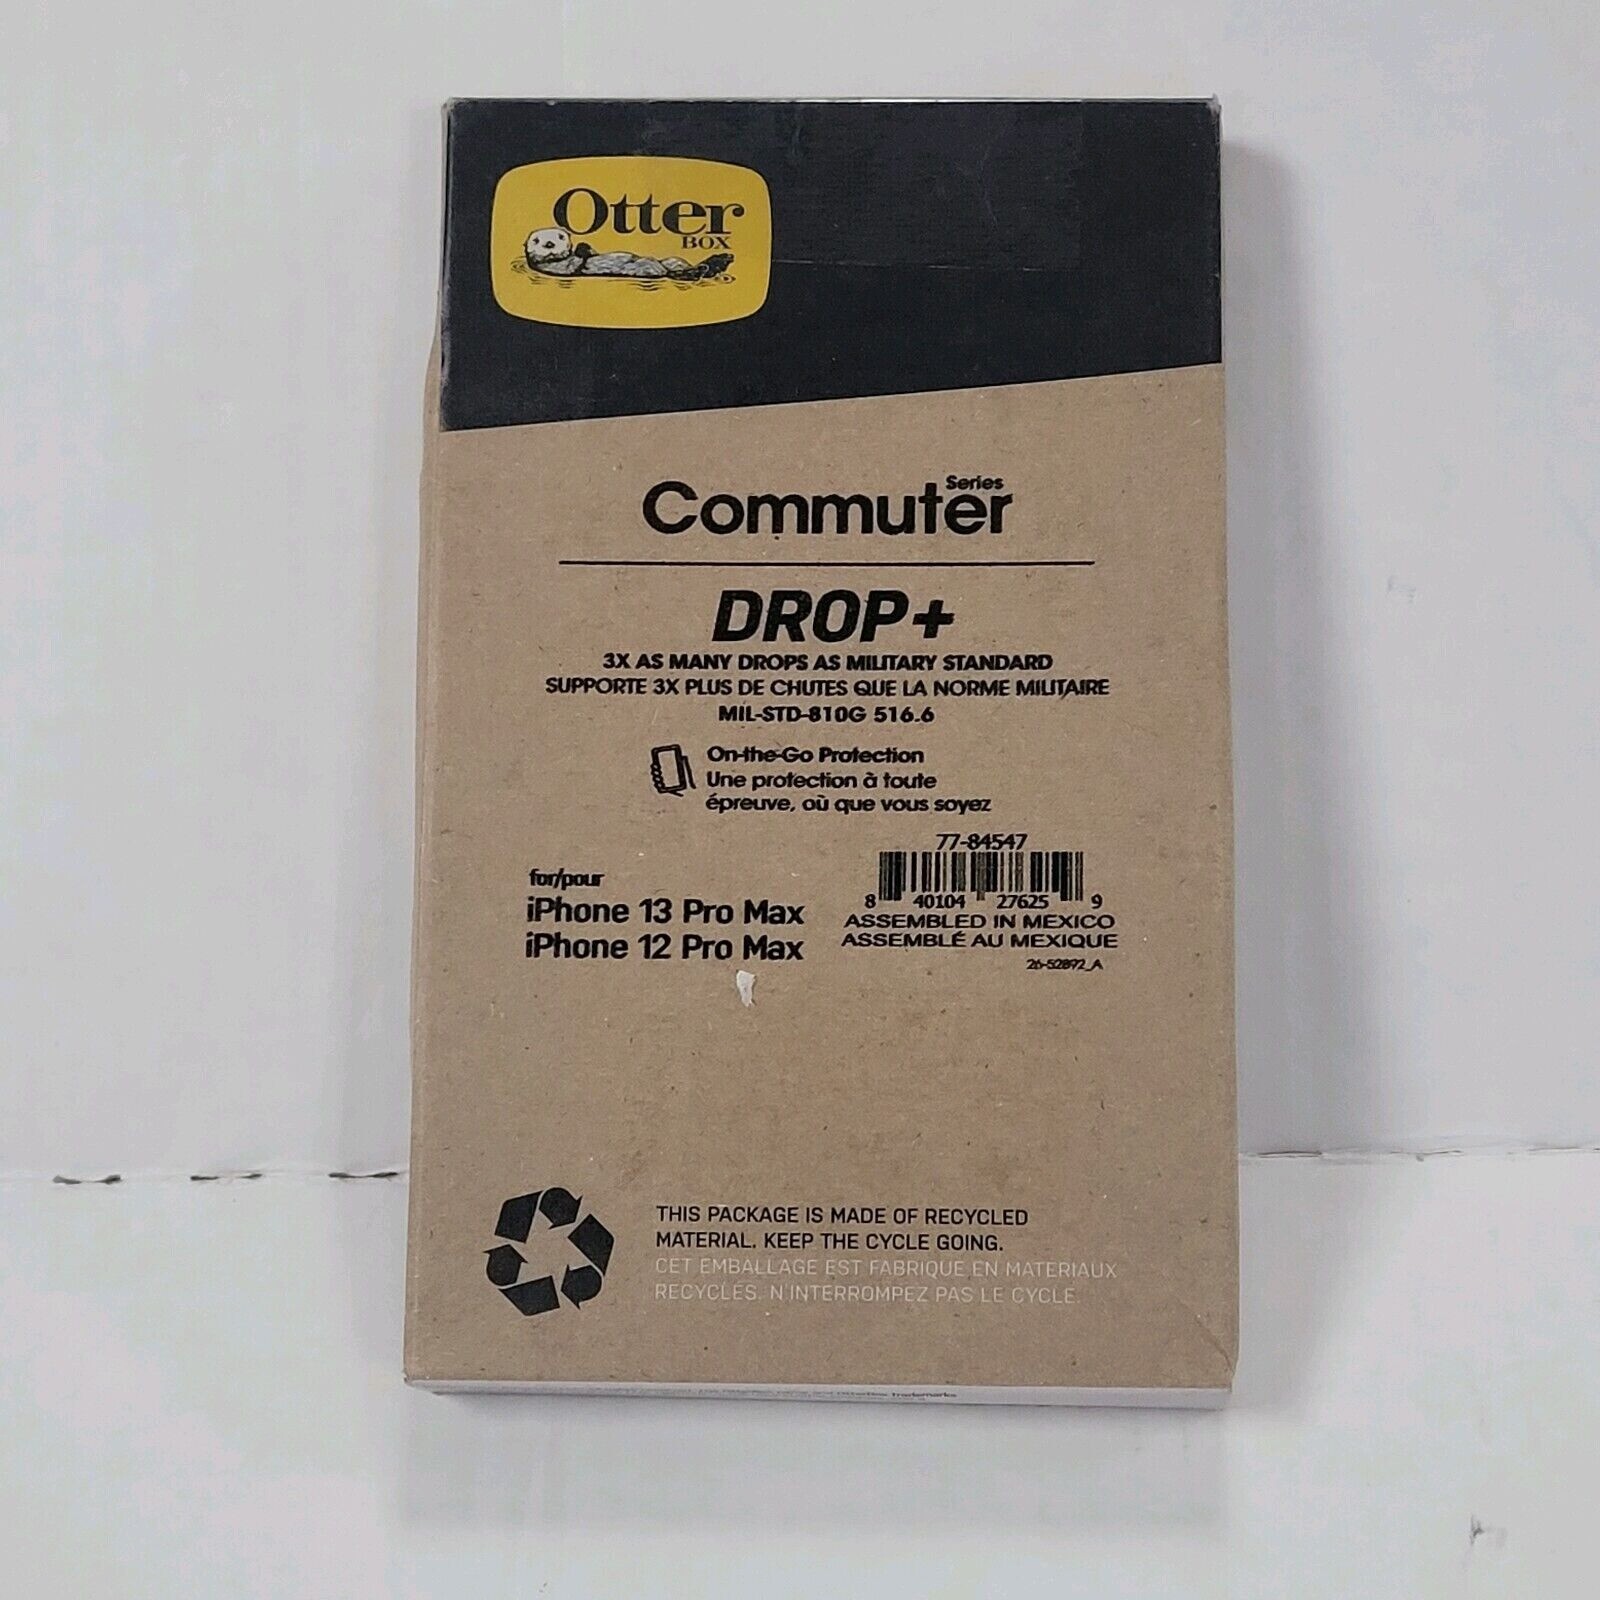 Otter
BOX
Series
Commuter
DROP+
3X AS MANY DROPS AS MILITARY STANDARD
SUPPORTE 3X PLUS DE CHUTES QUE LA NORME MILITAIRE
MIL-STD-810G 516.6
On-the-Go Protection
Une protection à toute
épreuve, où que vous soyez
77-84547
8 40104 27625 9
ASSEMBLED IN MEXICO
ASSEMBLÉ AU MEXIQUE
26-52892_A
for/pour
iPhone 13 Pro Max
iPhone 12 Pro Max
THIS PACKAGE IS MADE OF RECYCLED
MATERIAL. KEEP THE CYCLE GOING.
CET EMBALLAGE EST FABRIQUE EN MATERIAUX
RECYCLÉS. N'INTERROMPEZ PAS LE CYCLE.